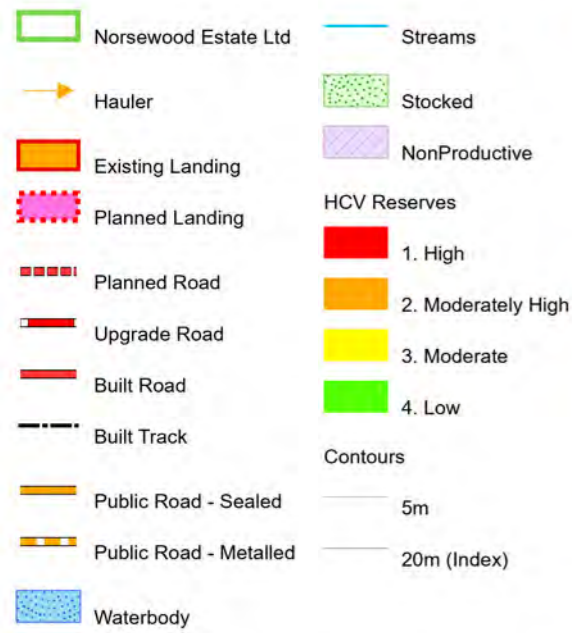 Norsewood Estate Ltd
Hauler
Existing Landing
Planned Landing
Planned Road
Upgrade Road
Built Road
Built Track
Public Road - Sealed
Public Road - Metalled
Waterbody
Streams
Stocked
NonProductive
HCV Reserves
1. High
2. Moderately High
3. Moderate
4. Low
Contours
5m
20m (Index)